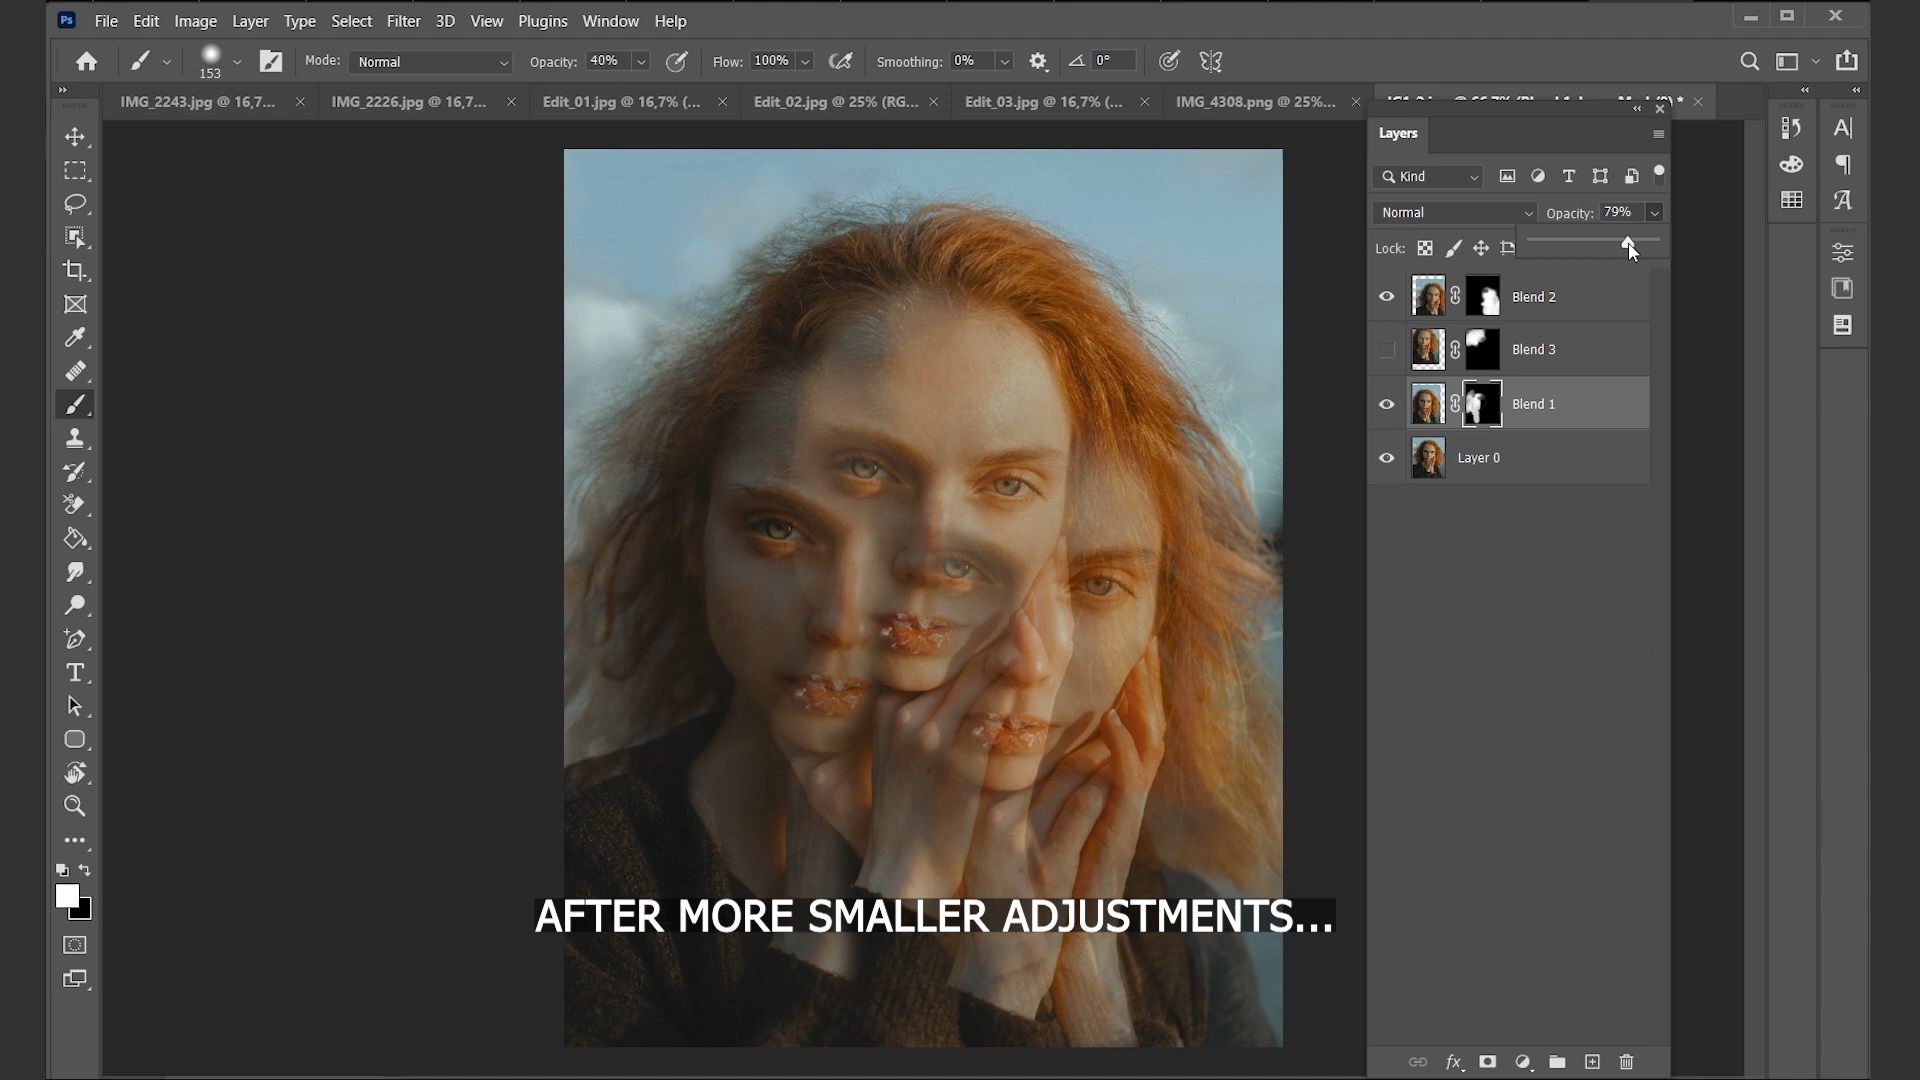 Ps File Edit Image Layer Type Select Filter 3D View Plugins Window Help
153 Mode: Normal Opacity: 40% Flow: 100% Smoothing: 0% 0°
IMG_2243.jpg @ 16,7... IMG_2226.jpg @ 16,7... Edit_01.jpg @ 16,7% (... Edit_02.jpg @ 25% (RG... Edit_03.jpg @ 16,7% (... IMG_4308.png @ 25%...
Layers
Kind
Normal Opacity: 79%
Lock:
Blend 2
Blend 3
Blend 1
Layer 0
AFTER MORE SMALLER ADJUSTMENTS...